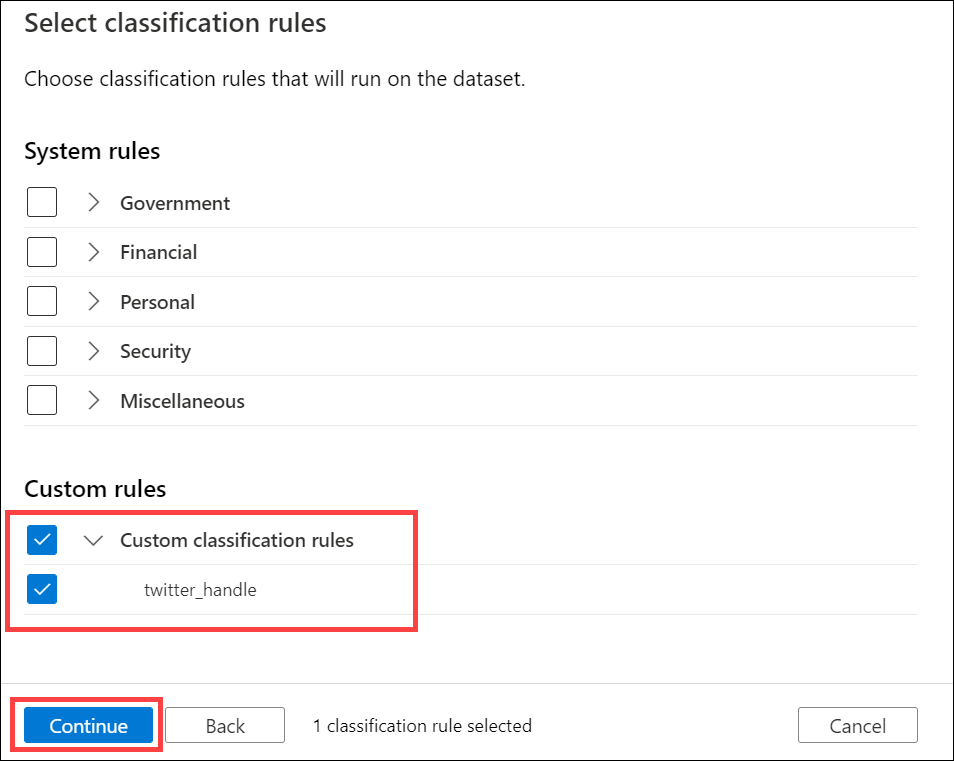 Select classification rules
Choose classification rules that will run on the dataset.
System rules
Government
Financial
Personal
Security
Miscellaneous
Custom rules
Custom classification rules
twitter_handle
Continue Back 1 classification rule selected Cancel